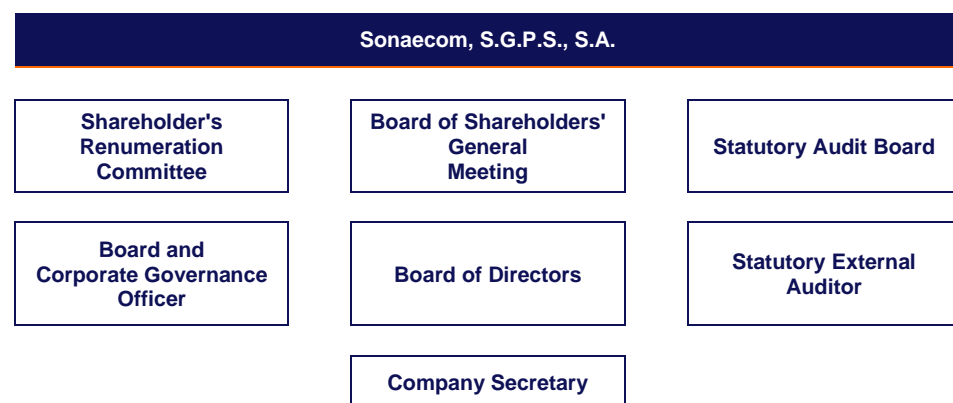 Sonaecom, S.G.P.S., S.A.
Shareholder's
Renumeration
Committee
Board of Shareholders'
General
Meeting
Statutory Audit Board
Board and
Corporate Governance
Officer
Board of Directors
Statutory External
Auditor
Company Secretary